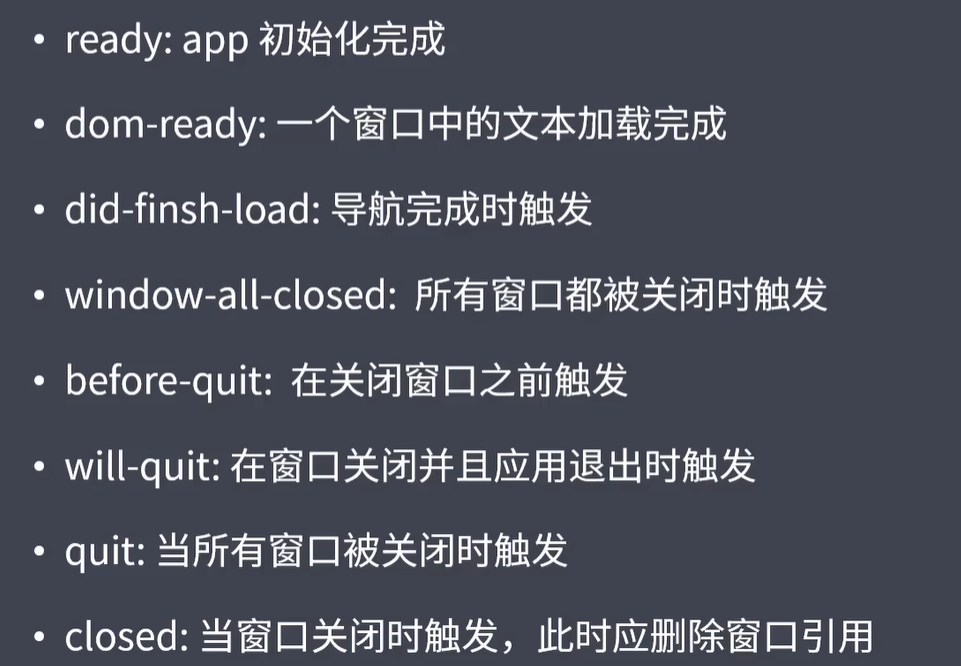 • ready: app 初始化完成
• dom-ready: 一个窗口中的文本加载完成
• did-finsh-load: 导航完成时触发
• window-all-closed: 所有窗口都被关闭时触发
• before-quit: 在关闭窗口之前触发
• will-quit: 在窗口关闭并且应用退出时触发
• quit: 当所有窗口被关闭时触发
• closed: 当窗口关闭时触发，此时应删除窗口引用